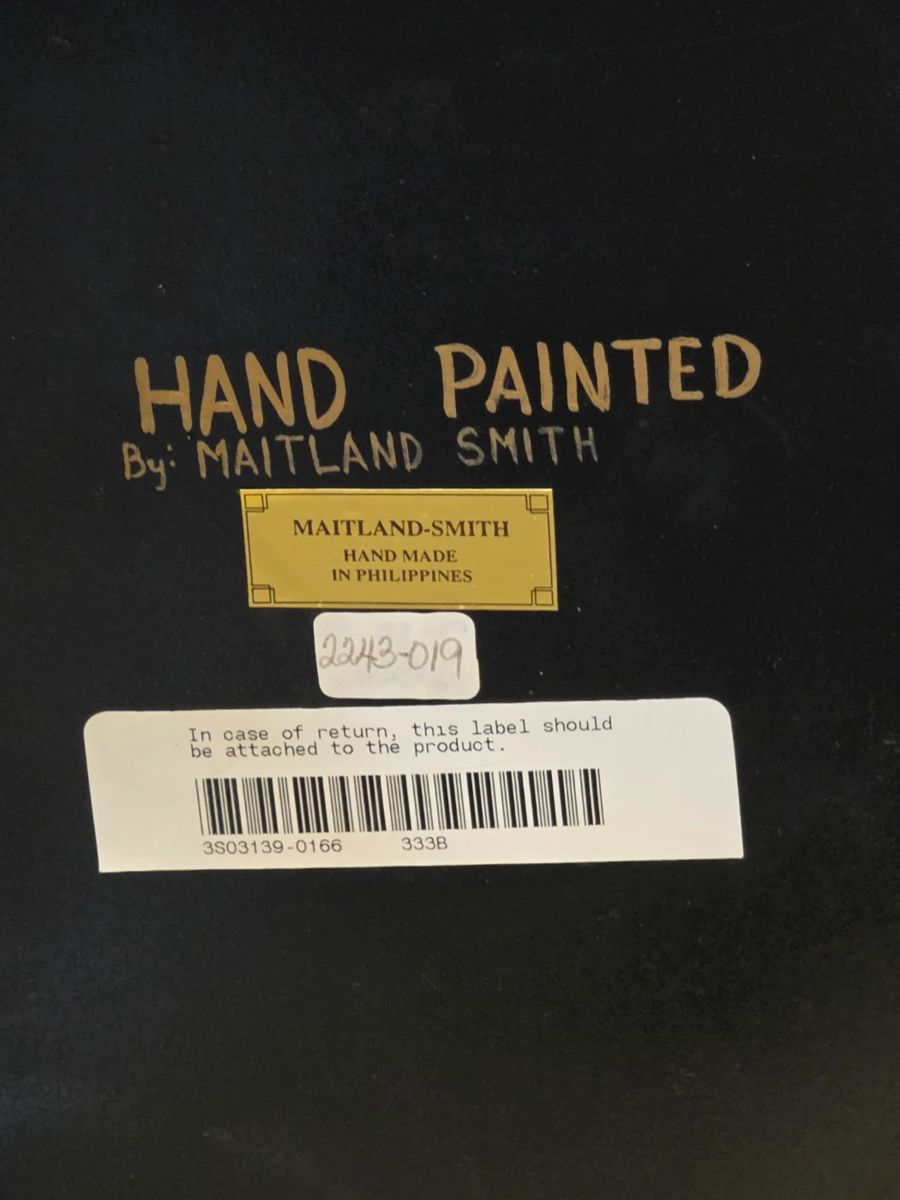 HAND PAINTED
By: MAITLAND SMITH
MAITLAND-SMITH
HAND MADE
IN PHILIPPINES
2243-019
In case of return, this label should
be attached to the product.
3S03139-0166 333B